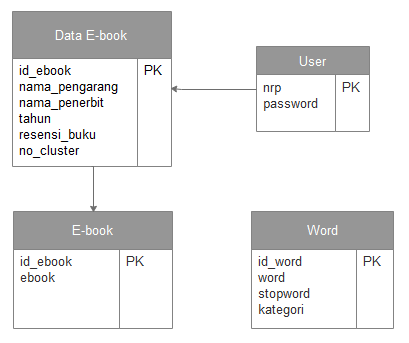 Data E-book
id_ebook PK
nama_pengarang
nama_penerbit
tahun
resensi_buku
no_cluster
User
nrp PK
password
E-book
id_ebook PK
ebook
Word
id_word PK
word
stopword
kategori